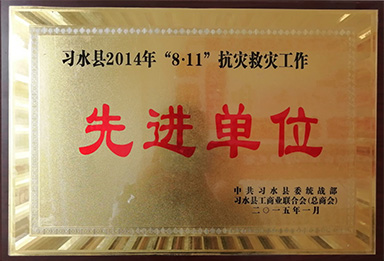 习水县2014年“8·11”抗灾救灾工作
先进单位
中共习水县委统战部
习水县工商业联合会(总商会)
二〇一五年一月